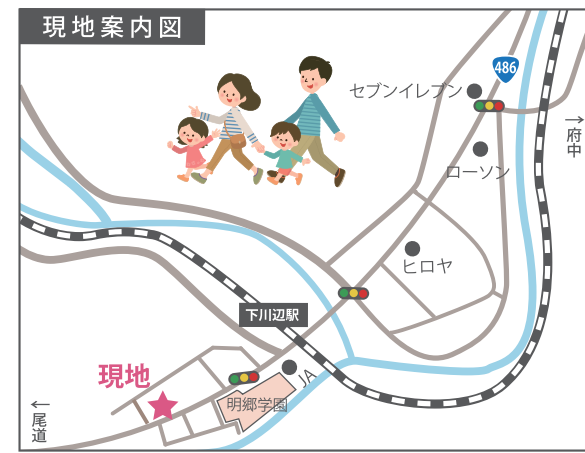 現地案内図
486
セブンイレブン
→
府中
ローソン
ヒロヤ
下川辺駅
現地
JA
明郷学園
←
尾道